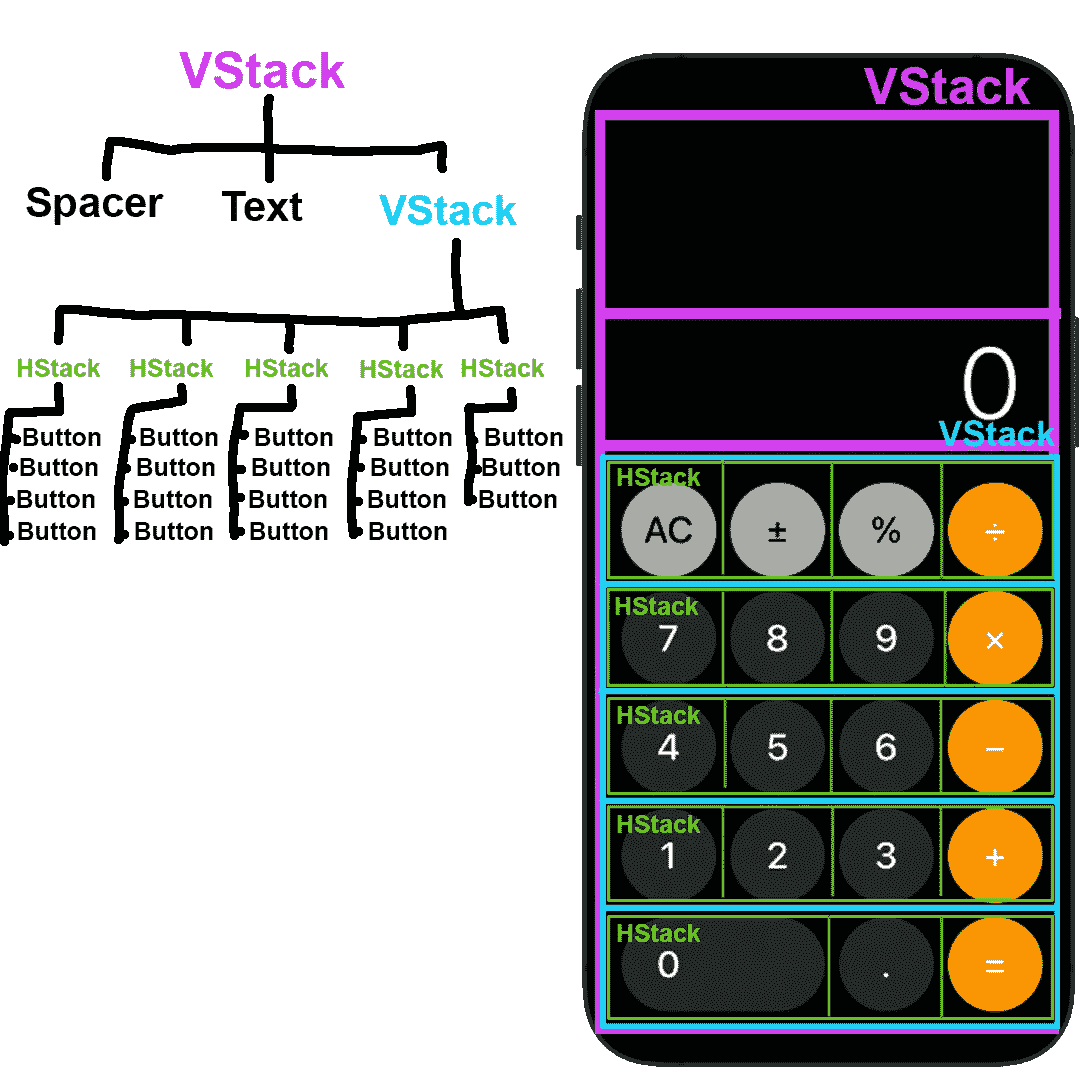 VStack
Spacer Text VStack
HStack HStack HStack HStack HStack
Button Button Button Button Button
Button Button Button Button Button
Button Button Button Button Button
Button Button Button Button
VStack
0
VStack
HStack
AC ± % ÷
HStack
7 8 9 ×
HStack
4 5 6 −
HStack
1 2 3 +
HStack
0 . =